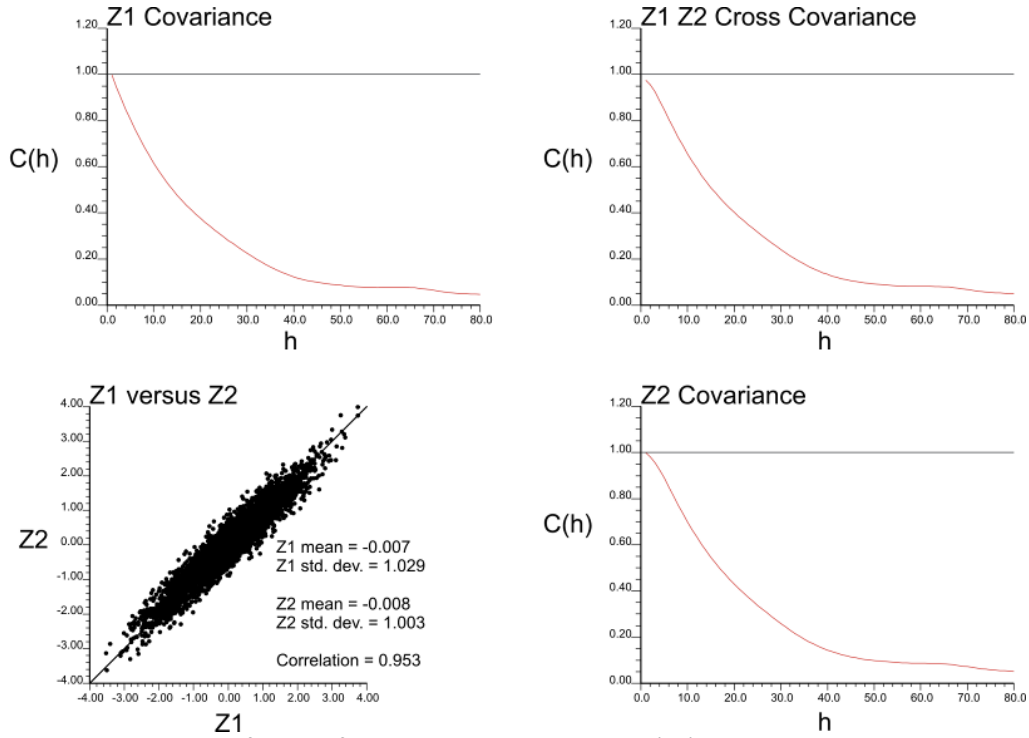 Z1 Covariance
1.20
1.00
0.80
C(h)
0.60
0.40
0.20
0.00
0.0 10.0 20.0 30.0 40.0 50.0 60.0 70.0 80.0
h
Z1 Z2 Cross Covariance
1.20
1.00
0.80
C(h)
0.60
0.40
0.20
0.00
0.0 10.0 20.0 30.0 40.0 50.0 60.0 70.0 80.0
h
Z1 versus Z2
4.00
3.00
2.00
1.00
Z2
0.00
-1.00
-2.00
-3.00
-4.00
Z1 mean = -0.007
Z1 std. dev. = 1.029
Z2 mean = -0.008
Z2 std. dev. = 1.003
Correlation = 0.953
-4.00 -3.00 -2.00 -1.00 0.00 1.00 2.00 3.00 4.00
Z1
Z2 Covariance
1.20
1.00
0.80
C(h)
0.60
0.40
0.20
0.00
0.0 10.0 20.0 30.0 40.0 50.0 60.0 70.0 80.0
h